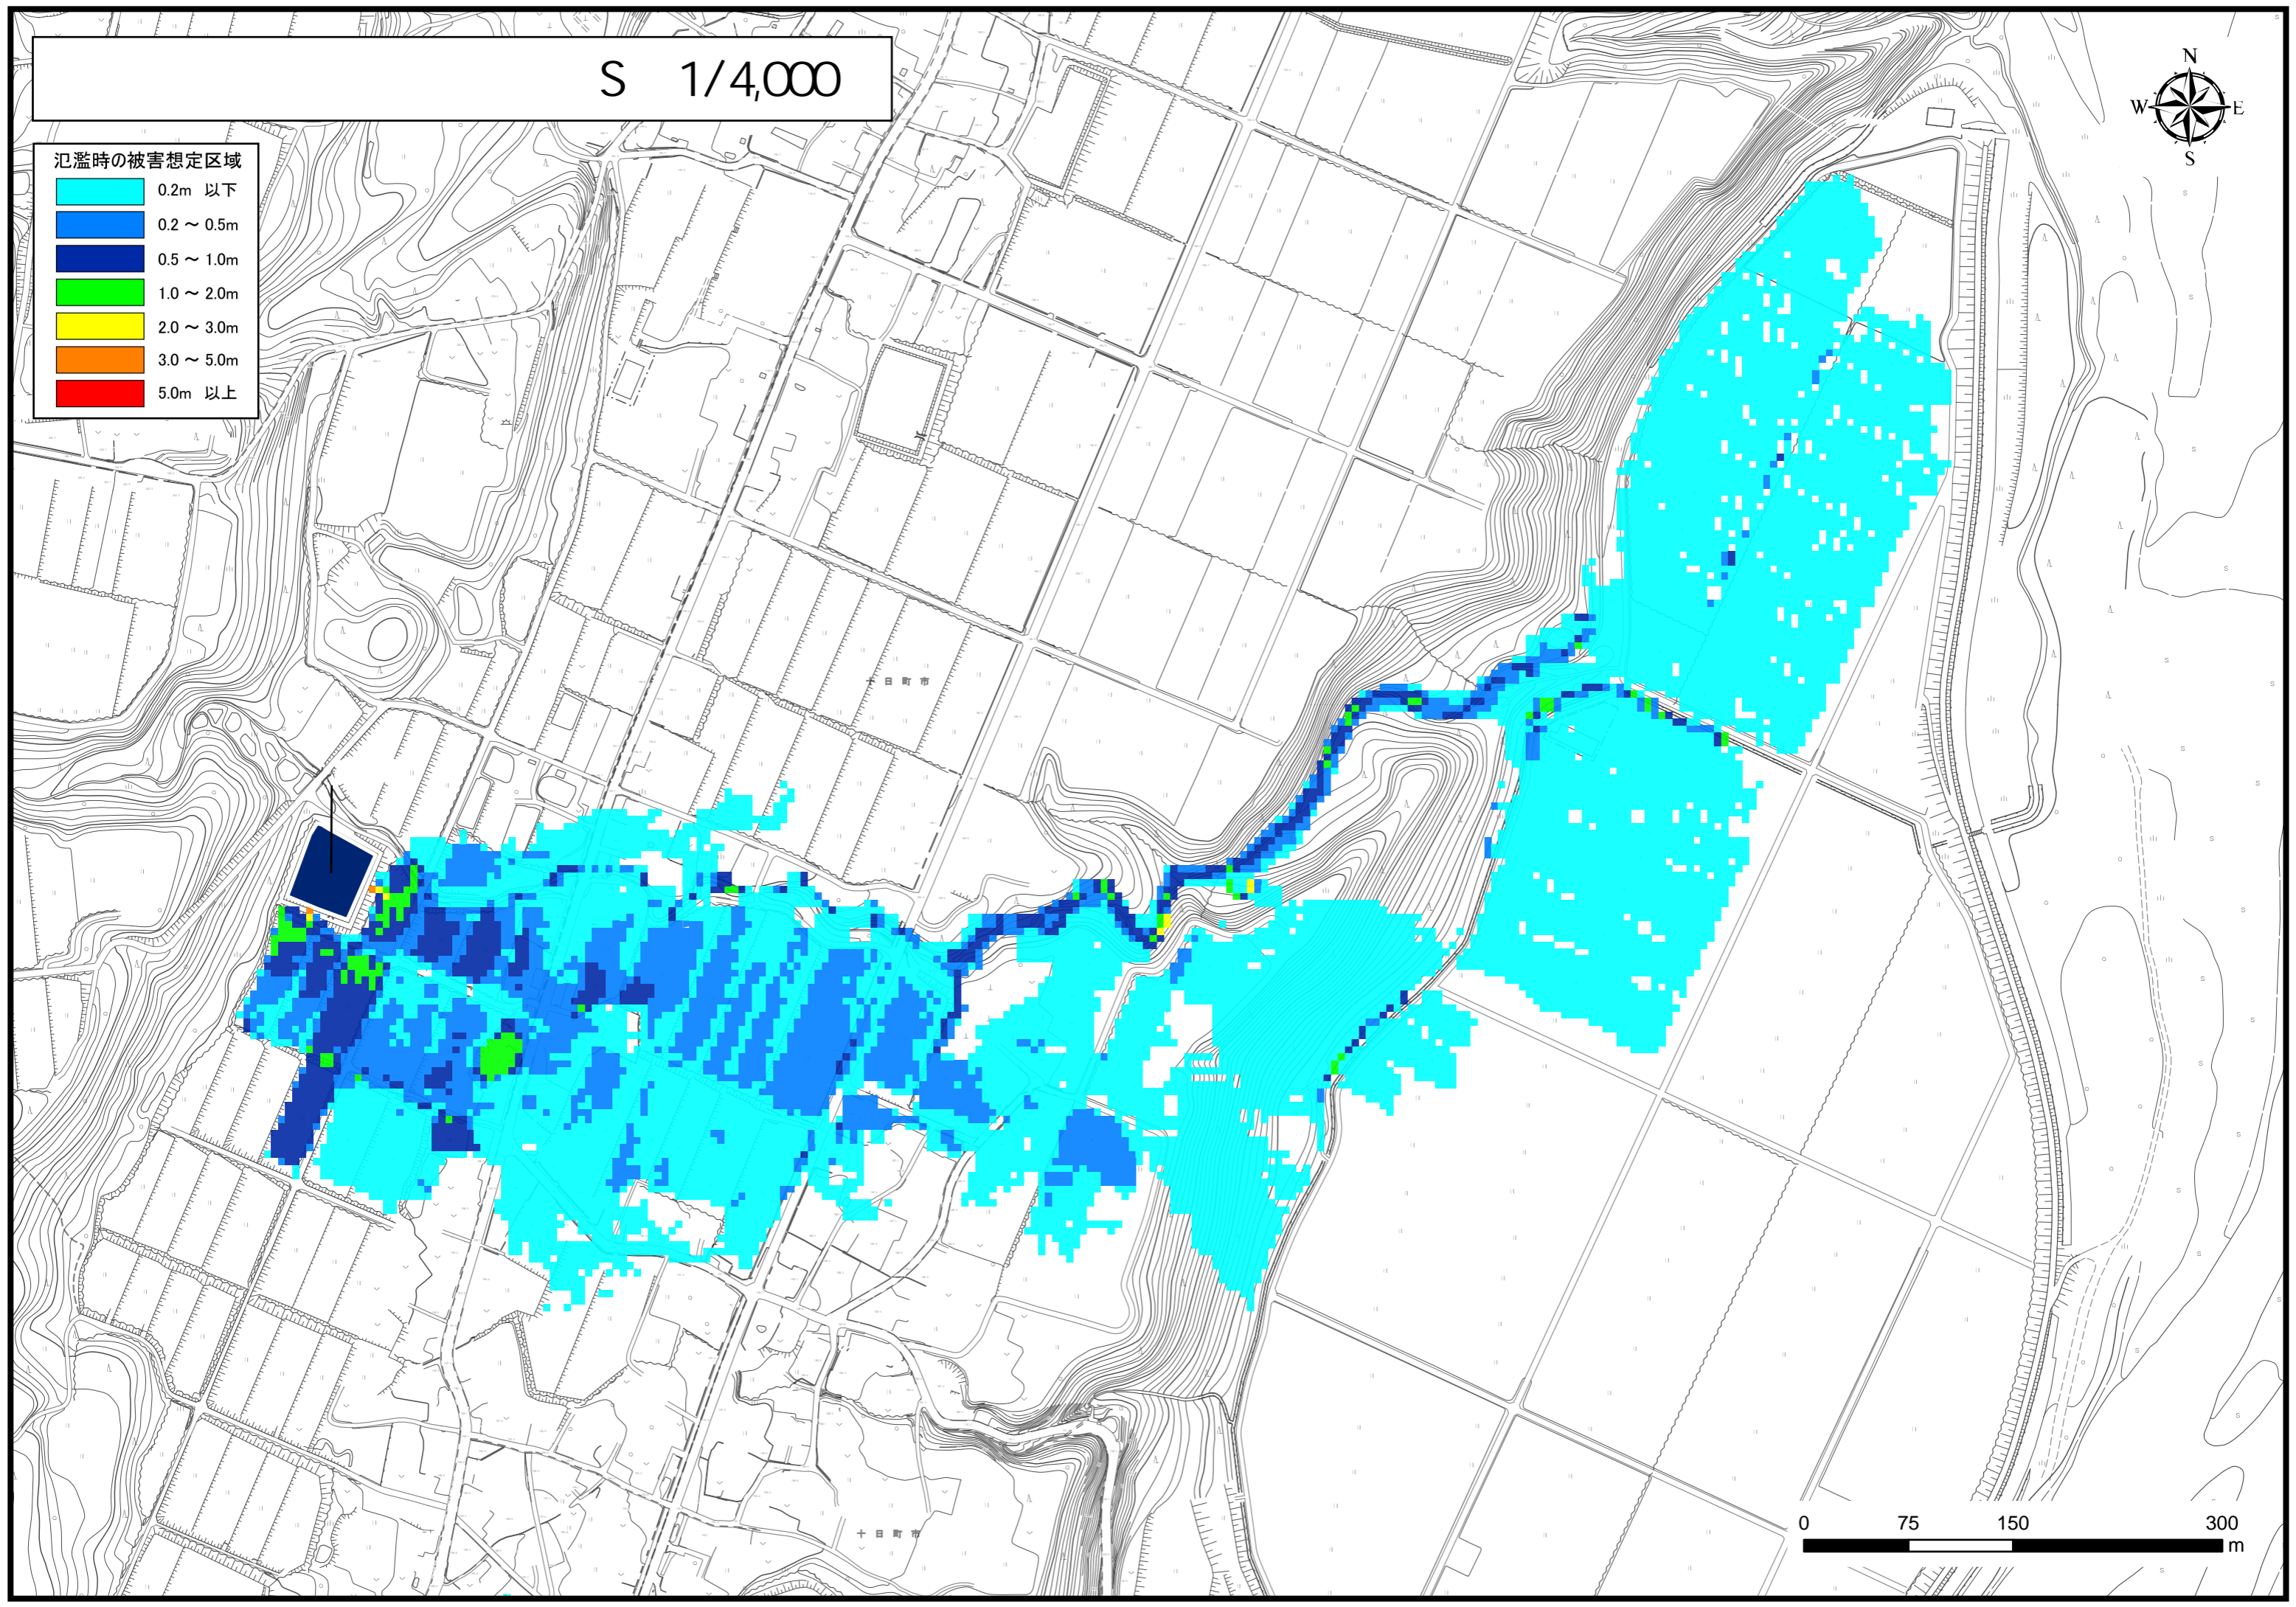 S 1/4,000
氾濫時の被害想定区域
0.2m 以下
0.2 ～ 0.5m
0.5 ～ 1.0m
1.0 ～ 2.0m
2.0 ～ 3.0m
3.0 ～ 5.0m
5.0m 以上
N
W E
S
十日町市
十日町市
0 75 150 300
m